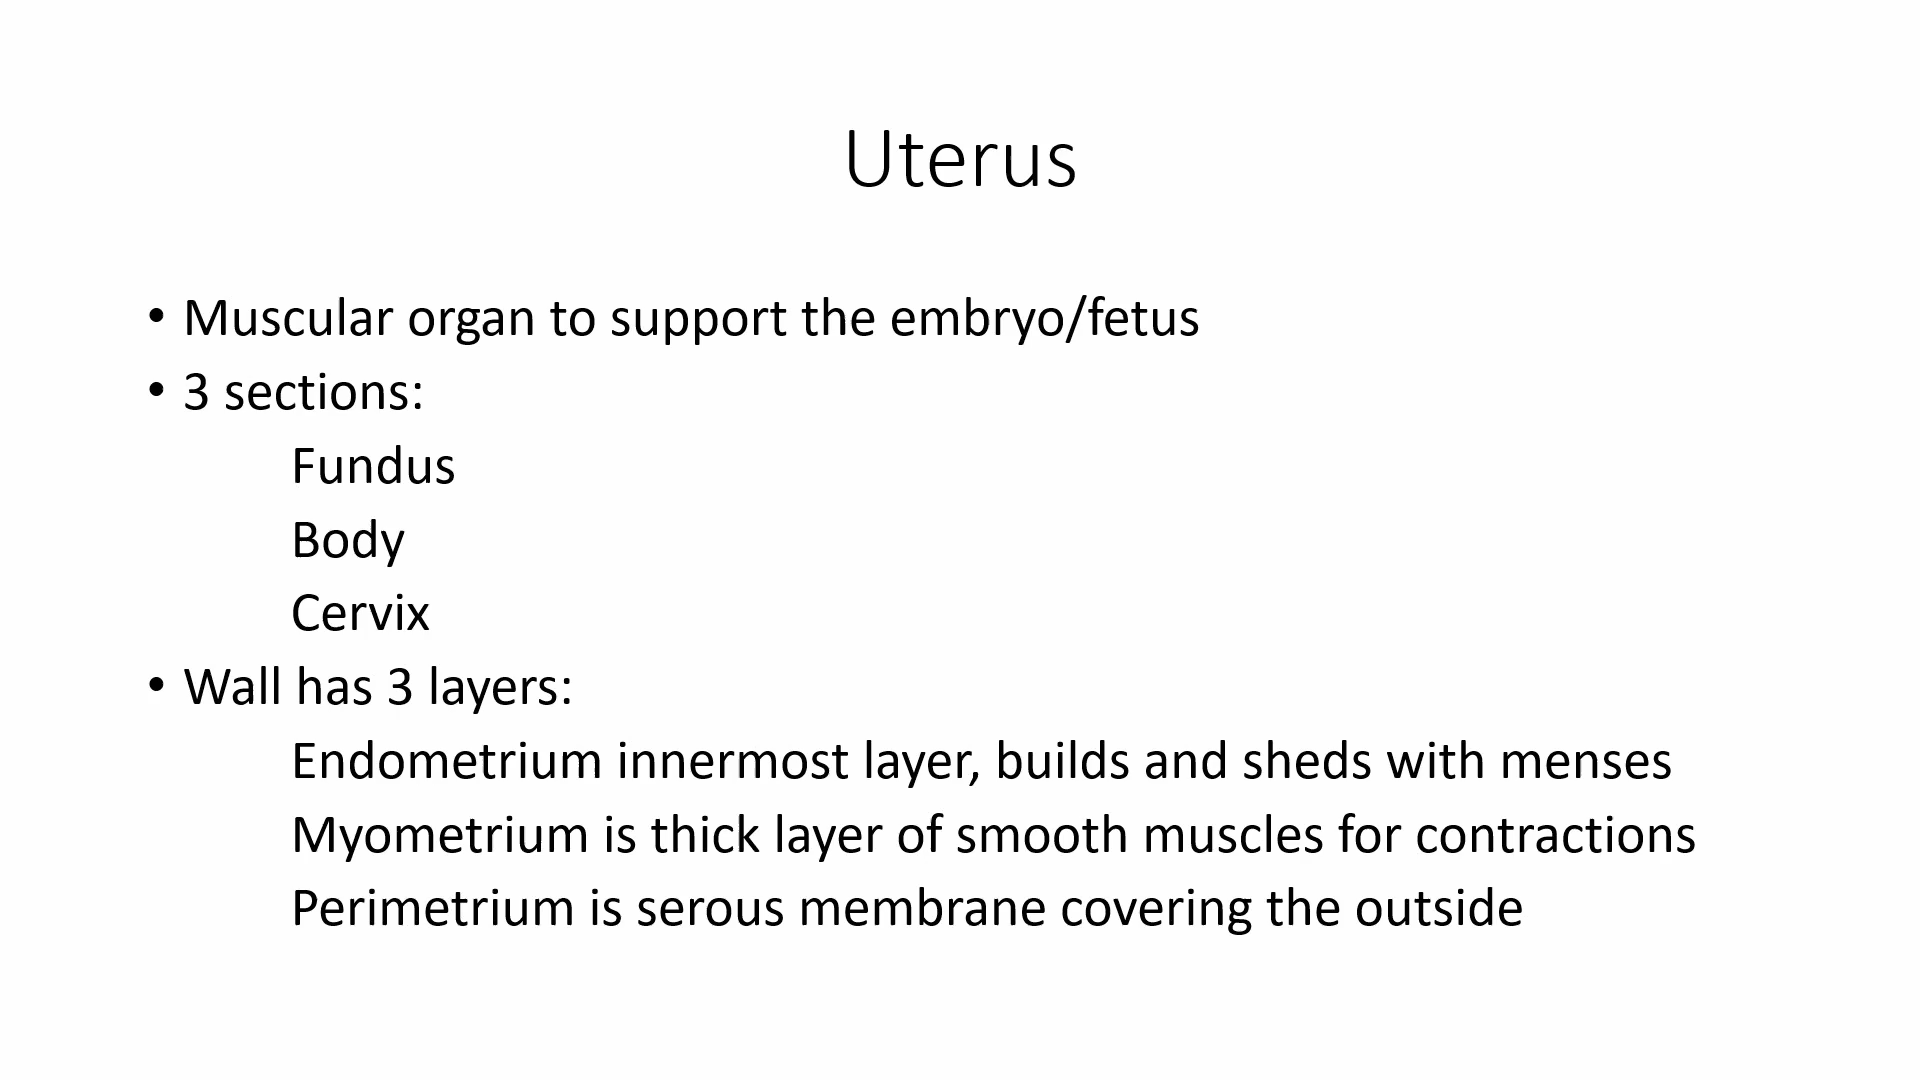 Uterus
• Muscular organ to support the embryo/fetus
• 3 sections:
Fundus
Body
Cervix
• Wall has 3 layers:
Endometrium innermost layer, builds and sheds with menses
Myometrium is thick layer of smooth muscles for contractions
Perimetrium is serous membrane covering the outside